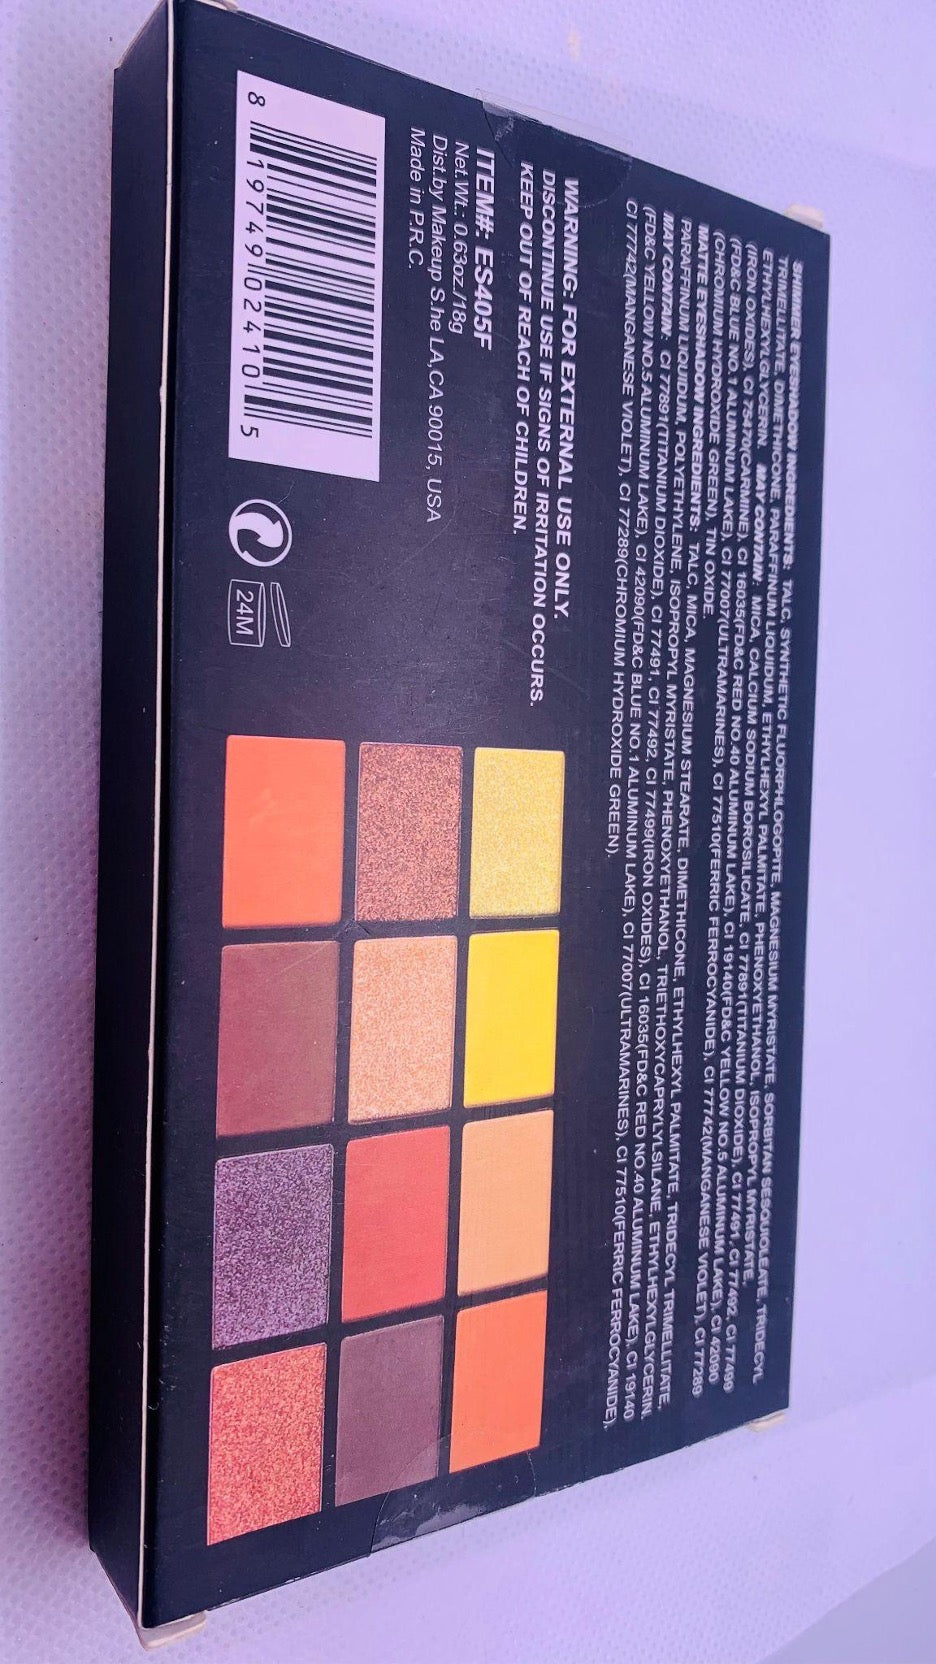 SHIMMER EYESHADOW INGREDIENTS: TALC, SYNTHETIC FLUORPHLOGOPITE, MAGNESIUM MYRISTATE, SORBITAN SESQUIOLEATE, TRIDECYL
TRIMELLITATE, DIMETHICONE, PARAFFINUM LIQUIDUM, ETHYLHEXYL PALMITATE, PHENOXYETHANOL, ISOPROPYL MYRISTATE,
ETHYLHEXYLGLYCERIN. MAY CONTAIN: MICA, CALCIUM SODIUM BOROSILICATE, CI 77891(TITANIUM DIOXIDE), CI 77491, CI 77492, CI 77499
(IRON OXIDES), CI 75470(CARMINE), CI 16035(FD&C RED NO.40 ALUMINUM LAKE), CI 19140(FD&C YELLOW NO.5 ALUMINUM LAKE), CI 42090
(FD&C BLUE NO.1 ALUMINUM LAKE), CI 77007(ULTRAMARINES), CI 77510(FERRIC FERROCYANIDE), CI 77742(MANGANESE VIOLET), CI 77289
(CHROMIUM HYDROXIDE GREEN), TIN OXIDE.
MATTE EYESHADOW INGREDIENTS: TALC, MICA, MAGNESIUM STEARATE, DIMETHICONE, ETHYLHEXYL PALMITATE, TRIDECYL TRIMELLITATE,
PARAFFINUM LIQUIDUM, POLYETHYLENE, ISOPROPYL MYRISTATE, PHENOXYETHANOL, TRIETHOXYCAPRYLYLSILANE, ETHYLHEXYLGLYCERIN.
MAY CONTAIN: CI 77891(TITANIUM DIOXIDE), CI 77491, CI 77492, CI 77499(IRON OXIDES), CI 16035(FD&C RED NO.40 ALUMINUM LAKE), CI 19140
(FD&C YELLOW NO.5 ALUMINUM LAKE), CI 42090(FD&C BLUE NO.1 ALUMINUM LAKE), CI 77007(ULTRAMARINES), CI 77510(FERRIC FERROCYANIDE),
CI 77742(MANGANESE VIOLET), CI 77289(CHROMIUM HYDROXIDE GREEN).
WARNING: FOR EXTERNAL USE ONLY.
DISCONTINUE USE IF SIGNS OF IRRITATION OCCURS.
KEEP OUT OF REACH OF CHILDREN.
ITEM#: ES405F
Net.Wt.: 0.63oz./18g
Dist.by Makeup S.he LA,CA 90015, USA
Made in P.R.C.
8 19749 02410 5
24M